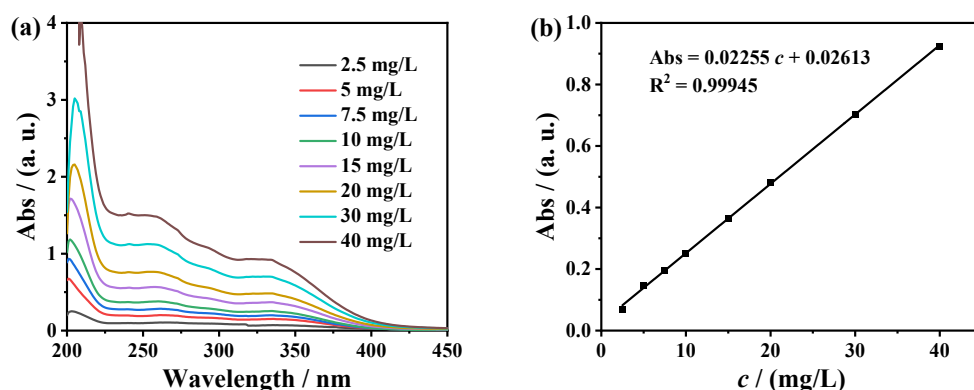 (a)
4
3
2
1
0
200
250
300
350
400
450
Abs / (a. u.)
Wavelength / nm
2.5 mg/L
5 mg/L
7.5 mg/L
10 mg/L
15 mg/L
20 mg/L
30 mg/L
40 mg/L
(b)
1.0
0.8
0.6
0.4
0.2
0.0
0
10
20
30
40
Abs / (a. u.)
c / (mg/L)
Abs = 0.02255 c + 0.02613
R² = 0.99945